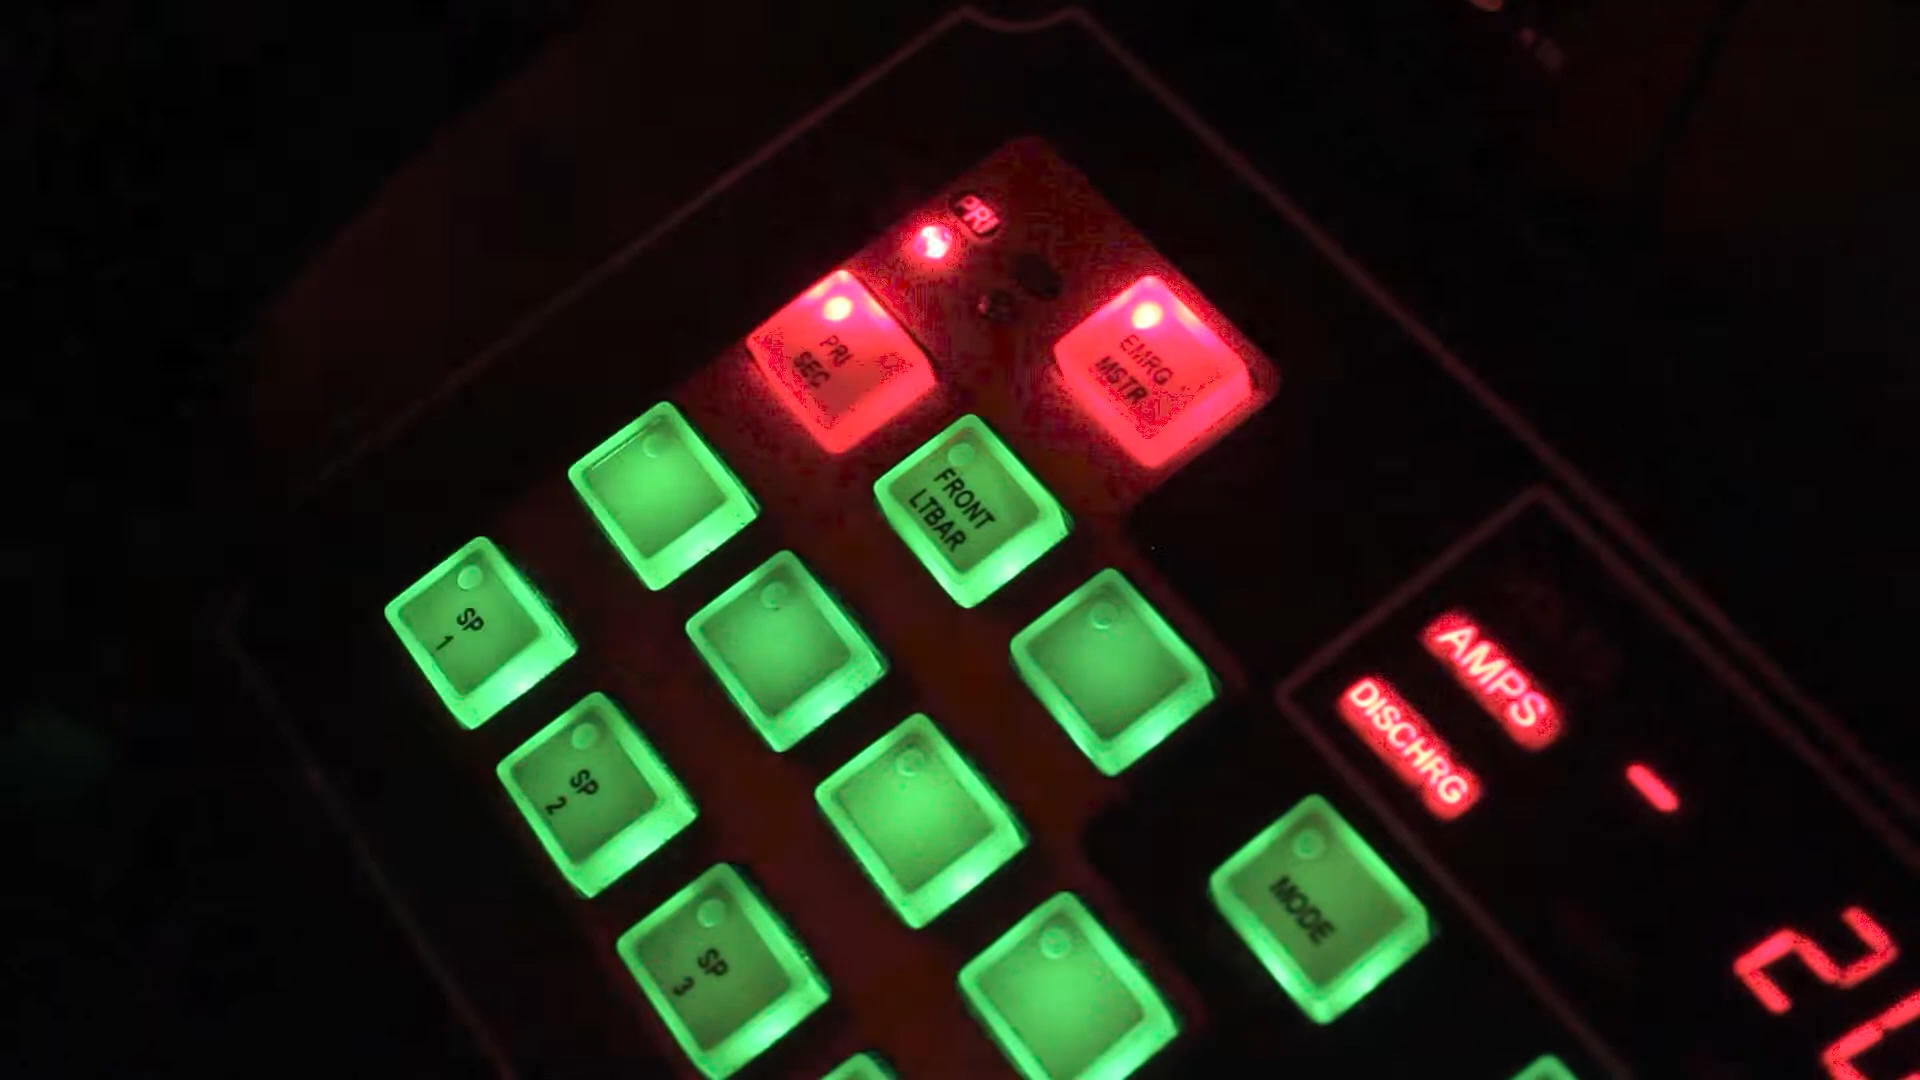 PRI
PRI
SEC
EMRG
MSTR
FRONT
LTBAR
SP
1
SP
2
SP
3
MODE
AMPS
DISCHRG
-